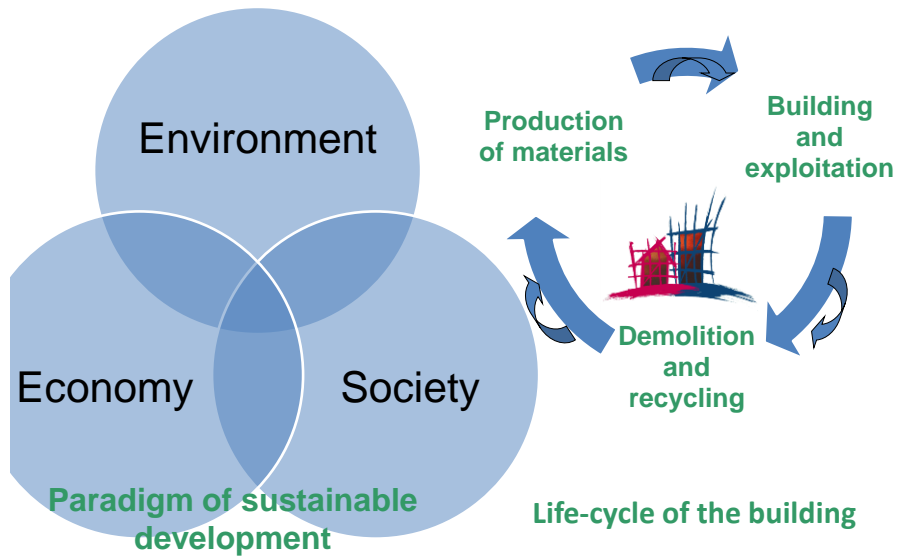 Environment
Economy
Society
Paradigm of sustainable
development
Production
of materials
Building
and
exploitation
Demolition
and
recycling
Life-cycle of the building